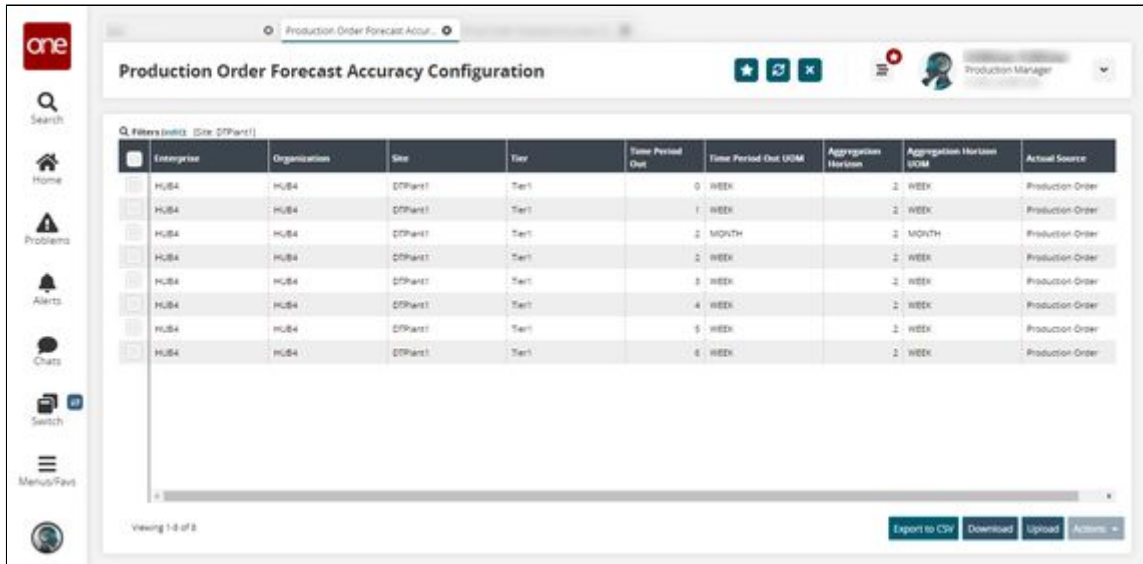 one
Production Order Forecast Accur...
Production Order Forecast Accuracy Configuration
Production Manager
Search
Home
Problems
Alerts
Chats
Switch
Menus/Favs
Filters (edit): [Site: DTPlant1]
Enterprise Organization Site Tier Time Period Out Time Period Out UOM Aggregation Horizon Aggregation Horizon UOM Actual Source
HUB4 HUB4 DTPlant1 Tier1 0 WEEK 2 WEEK Production Order
HUB4 HUB4 DTPlant1 Tier1 1 WEEK 2 WEEK Production Order
HUB4 HUB4 DTPlant1 Tier1 2 MONTH 2 MONTH Production Order
HUB4 HUB4 DTPlant1 Tier1 2 WEEK 2 WEEK Production Order
HUB4 HUB4 DTPlant1 Tier1 3 WEEK 2 WEEK Production Order
HUB4 HUB4 DTPlant1 Tier1 4 WEEK 2 WEEK Production Order
HUB4 HUB4 DTPlant1 Tier1 5 WEEK 2 WEEK Production Order
HUB4 HUB4 DTPlant1 Tier1 6 WEEK 2 WEEK Production Order
Viewing 1-8 of 8
Export to CSV Download Upload Actions